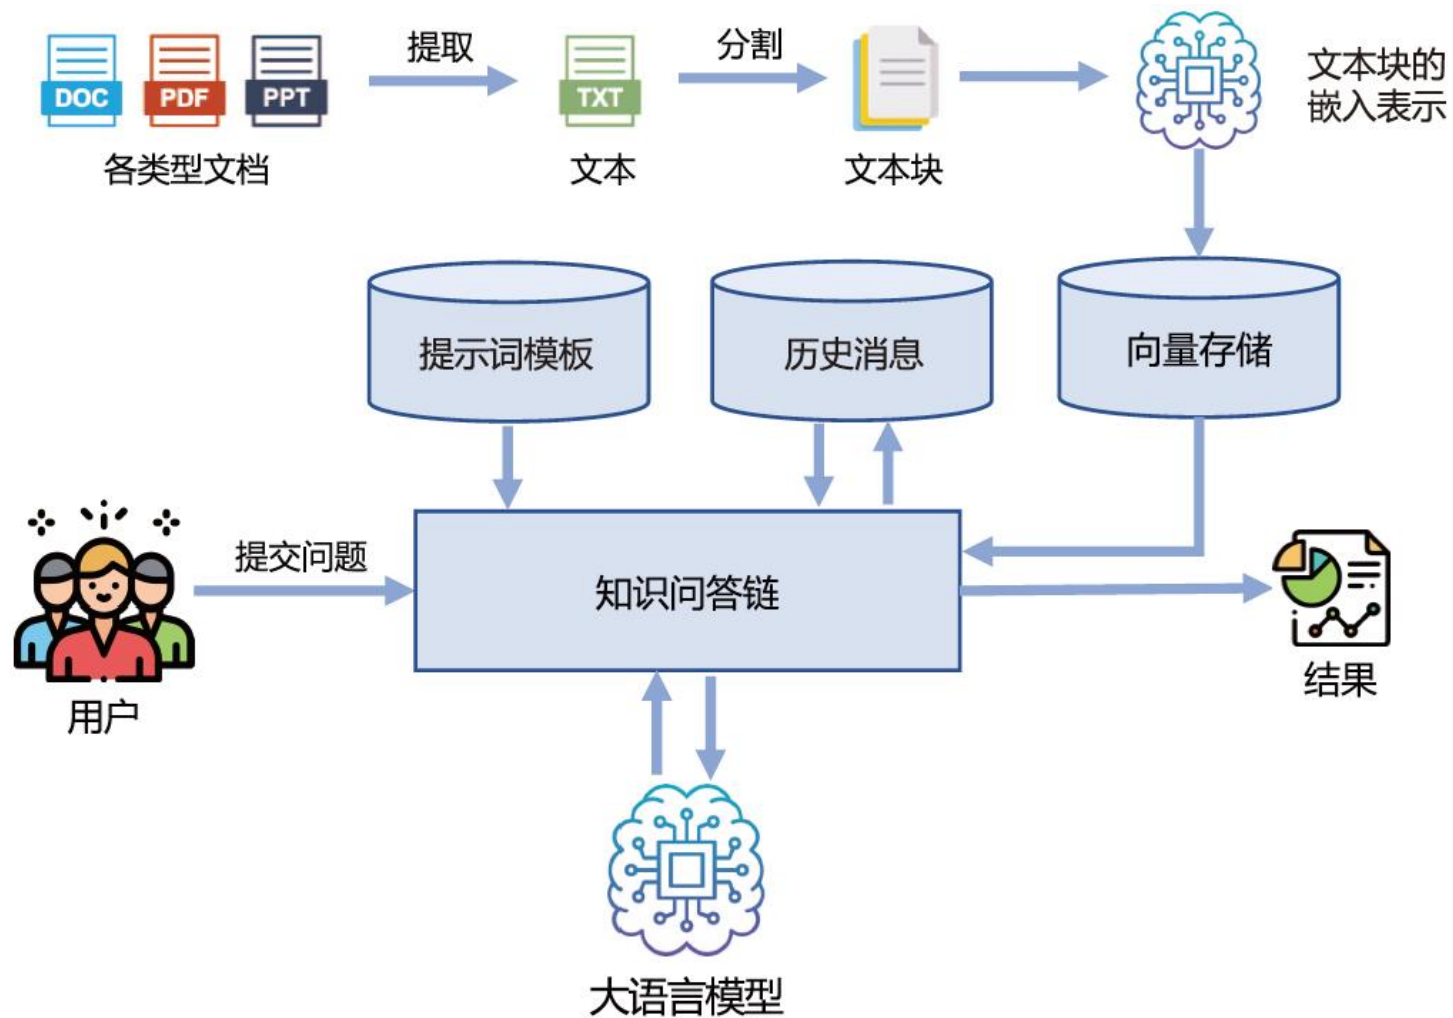 提取
分割
DOC
PDF
PPT
TXT
文本块的
嵌入表示
各类型文档
文本
文本块
提示词模板
历史消息
向量存储
提交问题
知识问答链
用户
结果
大语言模型